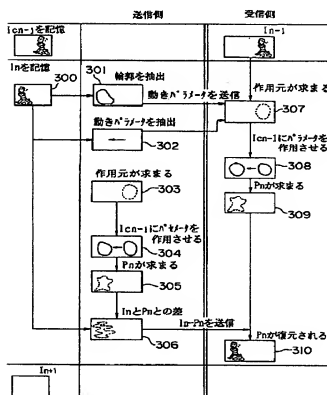 送信側
受信側
Icn-1を記憶
In-1
Inを記憶
300
301
輪郭を抽出
動きパラメータを送信
作用元が求まる
307
動きパラメータを抽出
302
Icn-1にパラメータを
作用させる
308
作用元が求まる
303
Pnが求まる
309
Icn-1にパラメータを
作用させる
304
Pnが求まる
305
InとPnとの差
In-Pnを送信
306
Pnが復元される
310
In+1